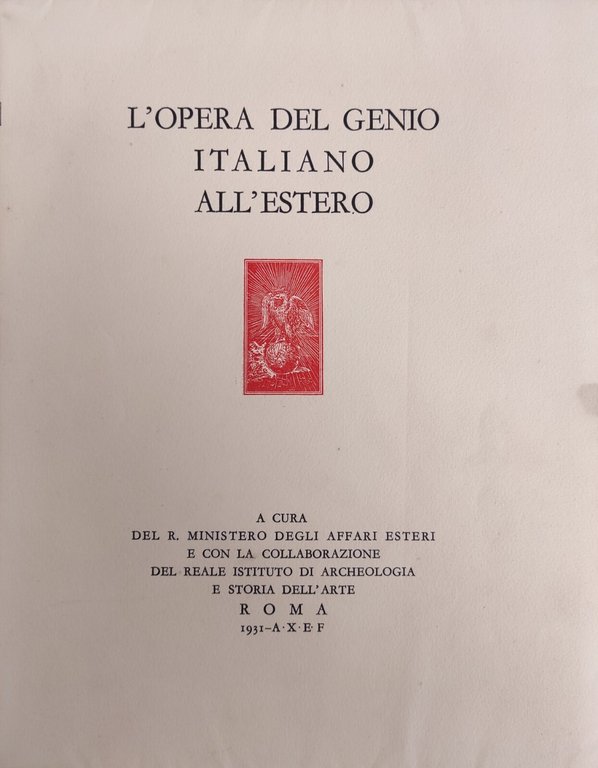 L'OPERA DEL GENIO
ITALIANO
ALL'ESTERO
A CURA
DEL R. MINISTERO DEGLI AFFARI ESTERI
E CON LA COLLABORAZIONE
DEL REALE ISTITUTO DI ARCHEOLOGIA
E STORIA DELL'ARTE
ROMA
1931-A·X·E·F